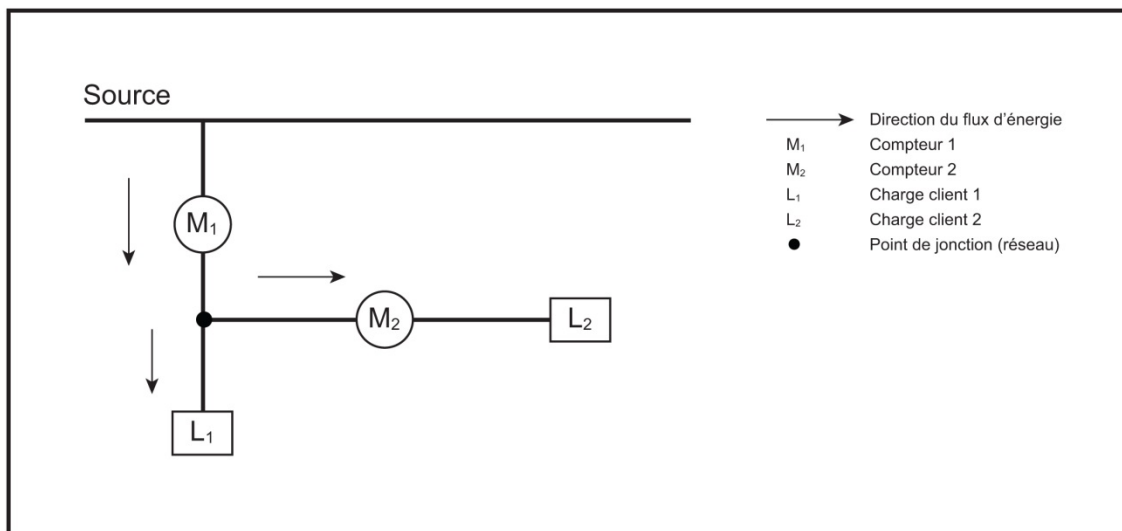 Source
Direction du flux d’énergie
M₁ Compteur 1
M₂ Compteur 2
L₁ Charge client 1
L₂ Charge client 2
Point de jonction (réseau)
M₁
M₂
L₂
L₁